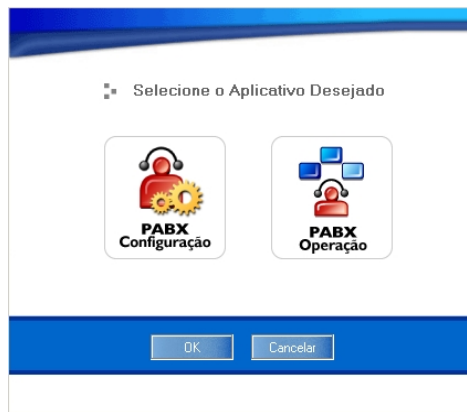 Selecione o Aplicativo Desejado
PABX
Configuração
PABX
Operação
OK
Cancelar